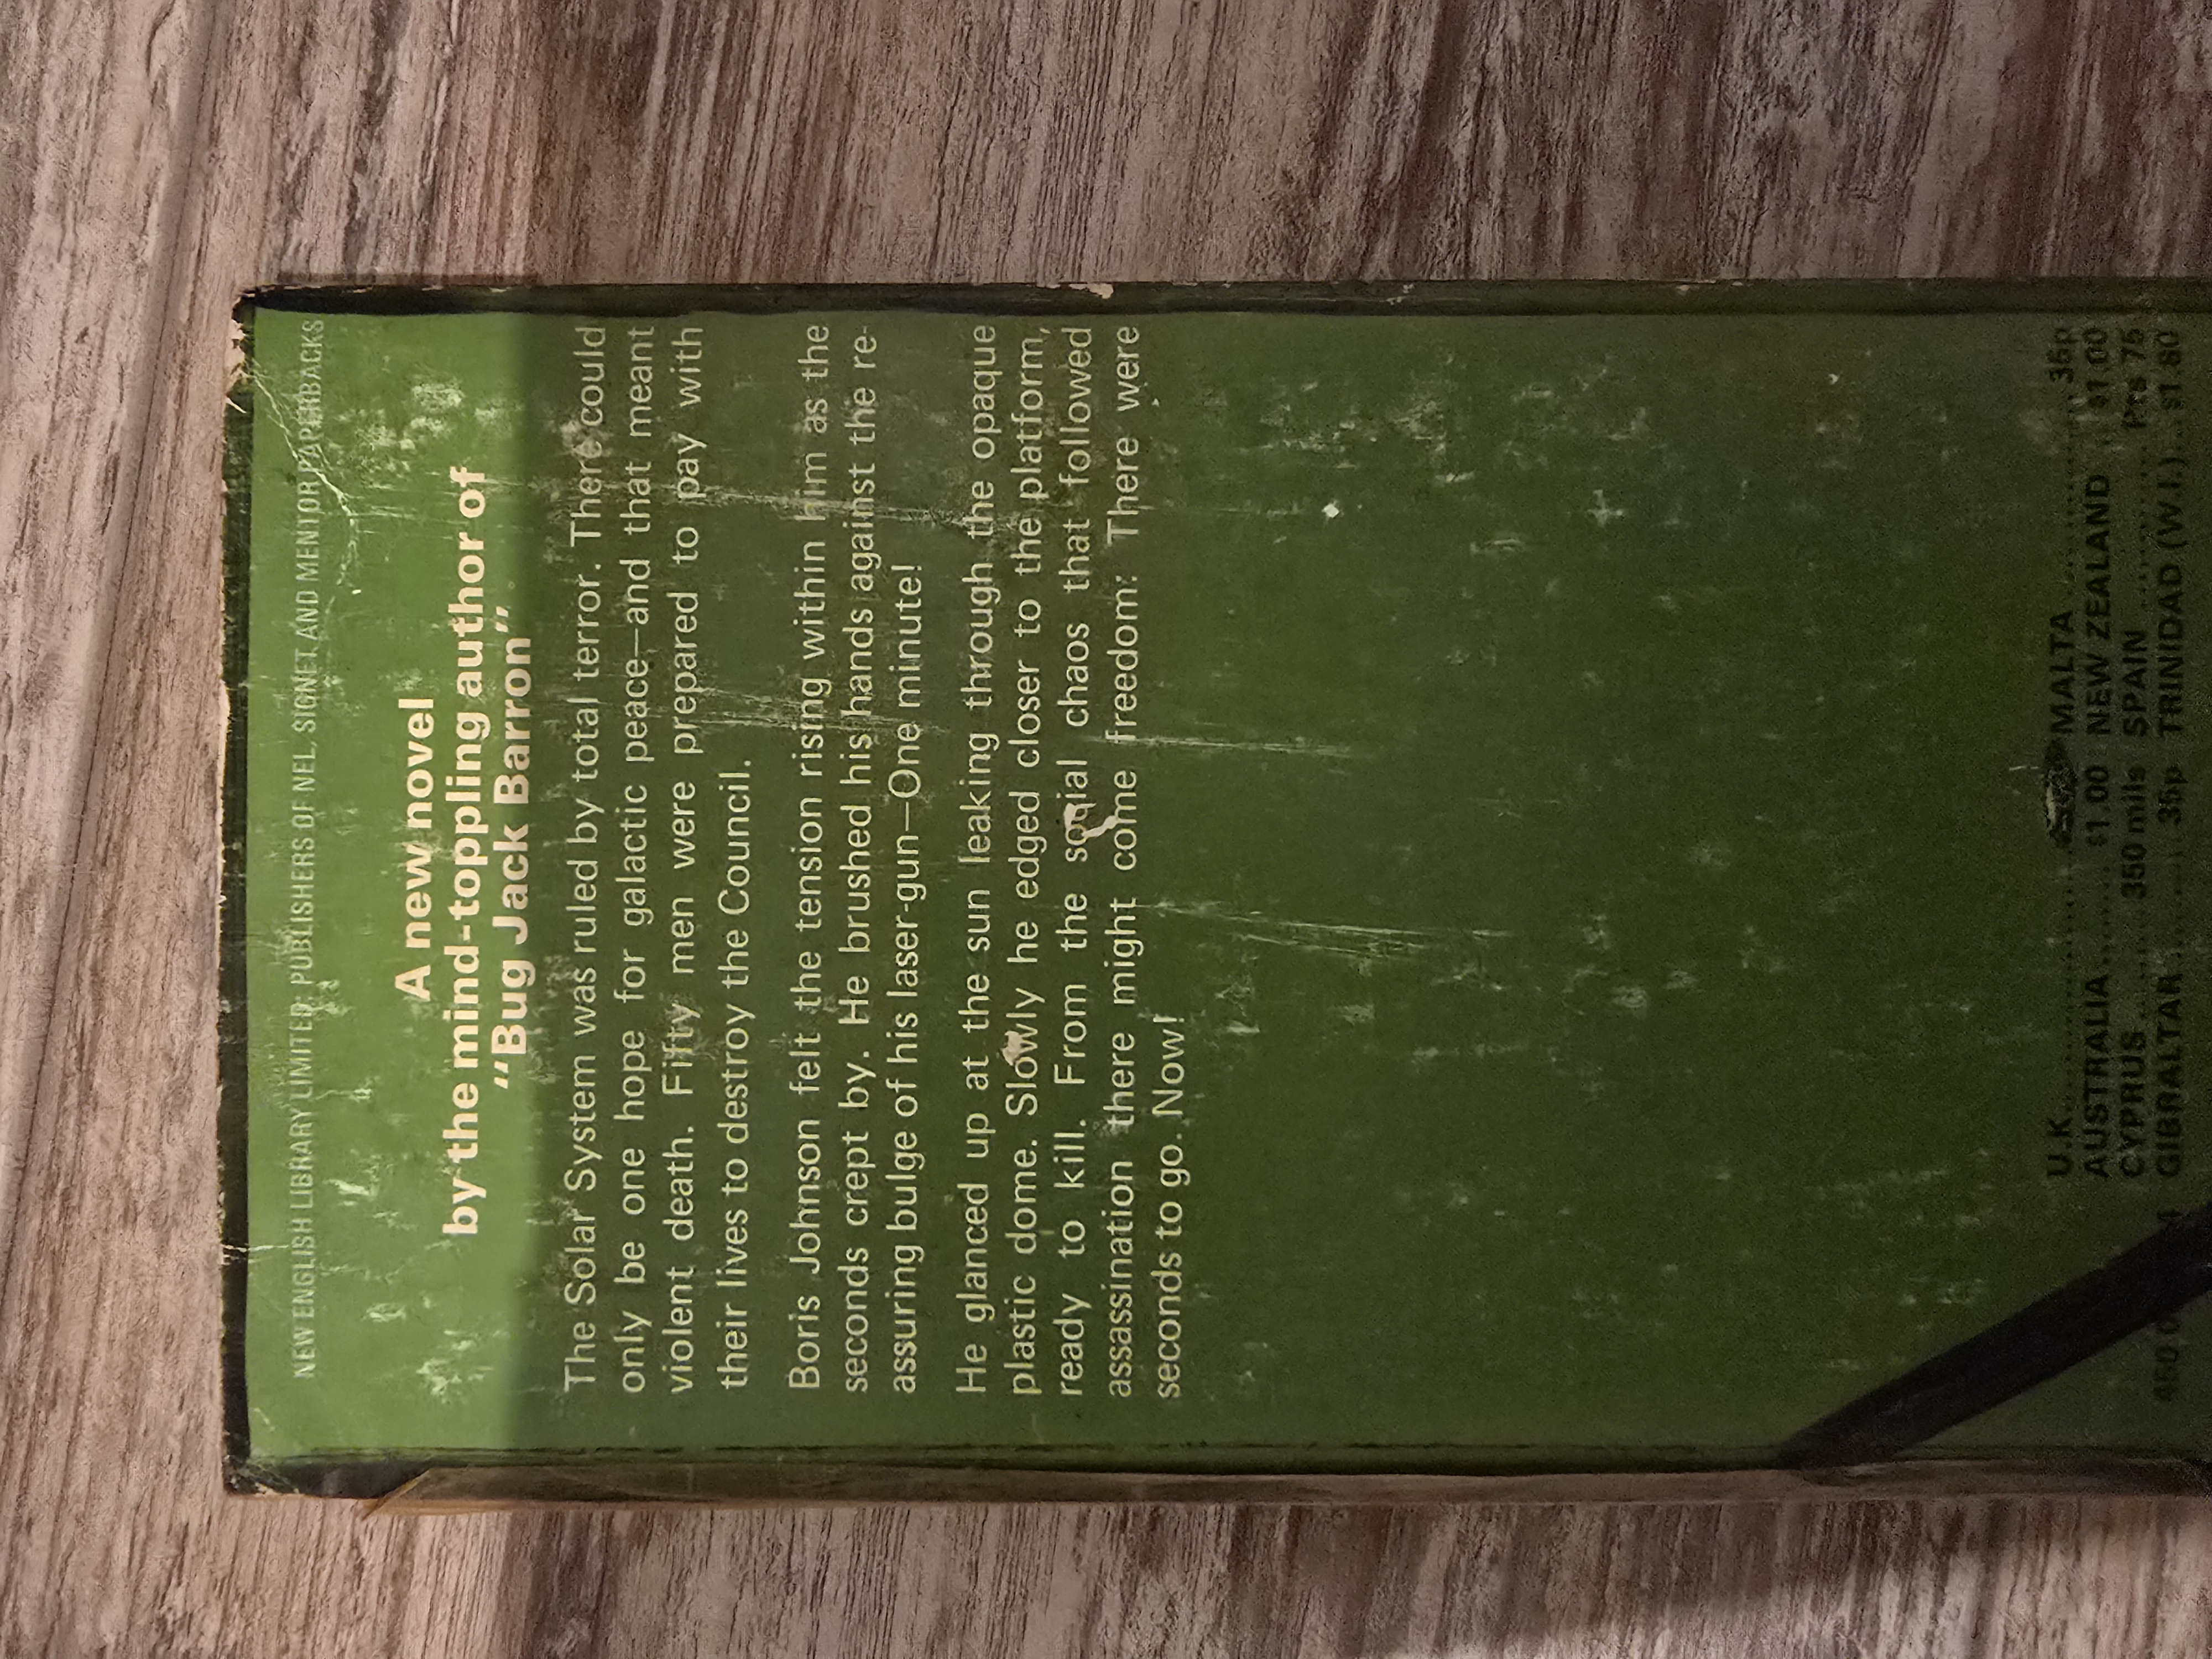 NEW ENGLISH LIBRARY LIMITED, PUBLISHERS OF NEL, SIGNET AND MENTOR PAPERBACKS
A new novel
by the mind-toppling author of
"Bug Jack Barron"
The Solar System was ruled by total terror. There could
only be one hope for galactic peace—and that meant
violent death. Fifty men were prepared to pay with
their lives to destroy the Council.
Boris Johnson felt the tension rising within him as the
seconds crept by. He brushed his hands against the re-
assuring bulge of his laser-gun—One minute!
He glanced up at the sun leaking through the opaque
plastic dome. Slowly he edged closer to the platform,
ready to kill. From the social chaos that followed
assassination there might come freedom: There were
seconds to go. Now!
U.K. MALTA 35p
AUSTRALIA $1.00 NEW ZEALAND $1.00
CYPRUS 350 mils SPAIN Pts 75
450 GIBRALTAR 35p TRINIDAD (W.I.) $1.80